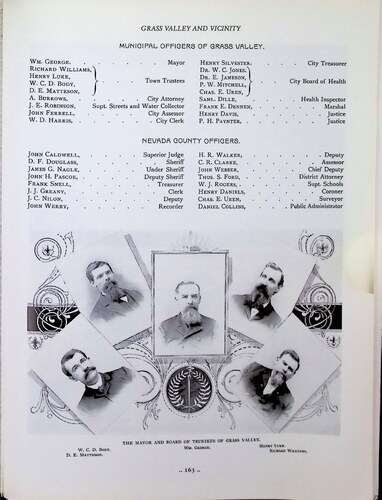 GRASS VALLEY AND VICINITY
MUNICIPAL OFFICERS OF GRASS VALLEY.
WM. GEORGE, Mayor
RICHARD WILLIAMS,
HENRY LUKE,
W. C. D. BODY,
D. E. MATTESON,
Town Trustees
A. BURROWS, City Attorney
J. E. ROBINSON, Supt. Streets and Water Collector
JOHN FERRELL, City Assessor
W. D. HARRIS, City Clerk
HENRY SILVESTER, City Treasurer
DR. W. C. JONES,
DR. E. JAMESON,
P. W. MITCHELL,
CHAS. E. UREN,
City Board of Health
SAML. DILLE, Health Inspector
FRANK E. DENNEN, Marshal
HENRY DAVIS, Justice
P. H. PAYNTER, Justice
NEVADA COUNTY OFFICERS.
JOHN CALDWELL, Superior Judge
D. F. DOUGLASS, Sheriff
JAMES G. NAGLE, Under Sheriff
JOHN H. PASCOE, Deputy Sheriff
FRANK SNELL, Treasurer
J. J. GREANY, Clerk
J. C. NILON, Deputy
JOHN WERRY, Recorder
H. R. WALKER, Deputy
C. R. CLARKE, Assessor
JOHN WEBBER, Chief Deputy
THOS. S. FORD, District Attorney
W. J. ROGERS, Supt. Schools
HENRY DANIELS, Coroner
CHAS. E. UREN, Surveyor
DANIEL COLLINS, Public Administrator
THE MAYOR AND BOARD OF TRUSTEES OF GRASS VALLEY.
W. C. D. BODY. WM. GEORGE. HENRY LUKE.
D. E. MATTESON. RICHARD WILLIAMS.
.. 163 ..